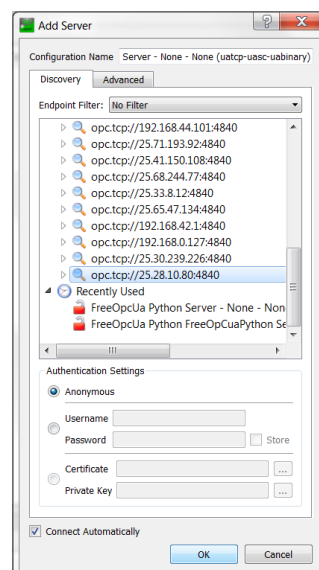 Add Server
Configuration Name Server - None - None (uatcp-uasc-uabinary)
Discovery Advanced
Endpoint Filter: No Filter
opc.tcp://192.168.44.101:4840
opc.tcp://25.71.193.92:4840
opc.tcp://25.41.150.108:4840
opc.tcp://25.68.244.77:4840
opc.tcp://25.33.8.12:4840
opc.tcp://25.65.47.134:4840
opc.tcp://192.168.42.1:4840
opc.tcp://192.168.0.127:4840
opc.tcp://25.30.239.226:4840
opc.tcp://25.28.10.80:4840
Recently Used
FreeOpcUa Python Server - None - Non
FreeOpcUa Python FreeOpCuaPython Se
Authentication Settings
Anonymous
Username
Password Store
Certificate ...
Private Key ...
Connect Automatically
OK Cancel